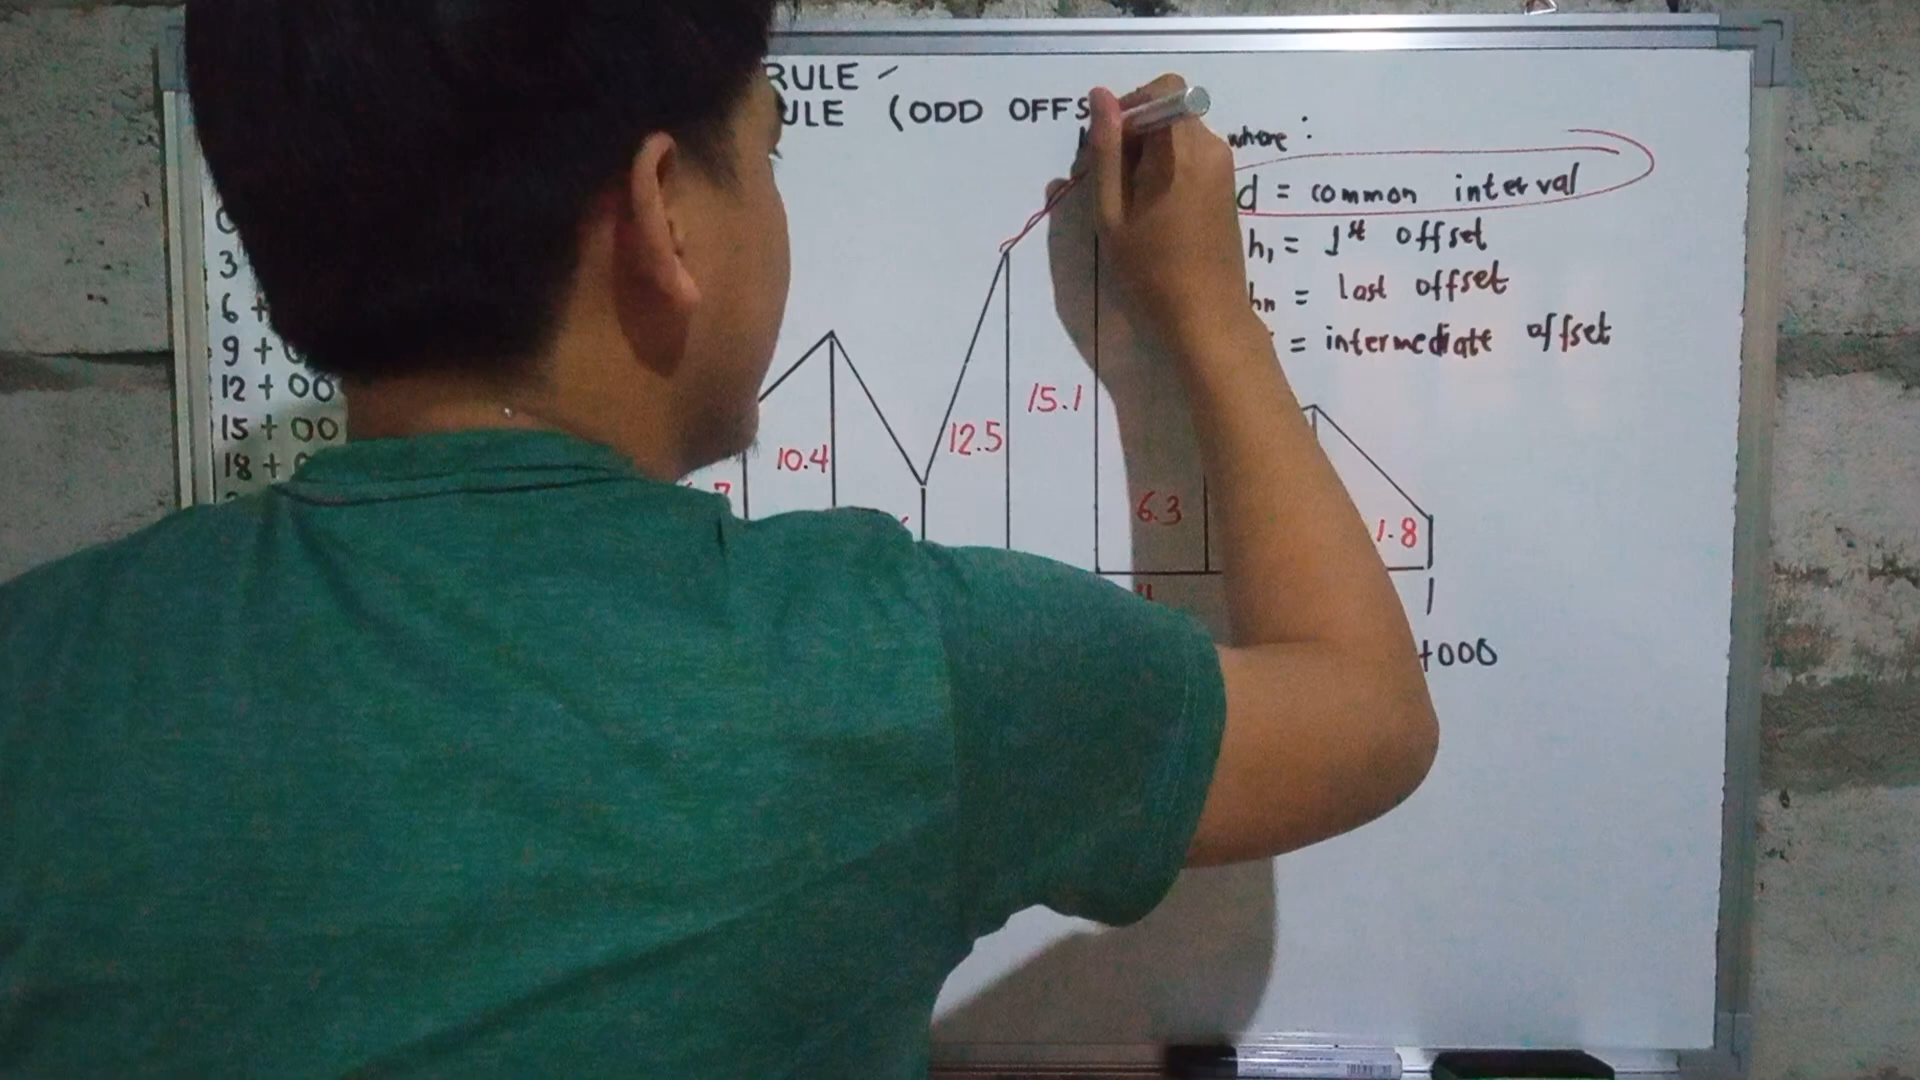 RULE
RULE (ODD OFFS
where :
d = common interval
h₁ = 1st offset
hn = last offset
= intermediate offset
3
6 +
9 +
12 + 00
15 + 00
18 +
10.4
12.5
15.1
6.3
1.8
+000